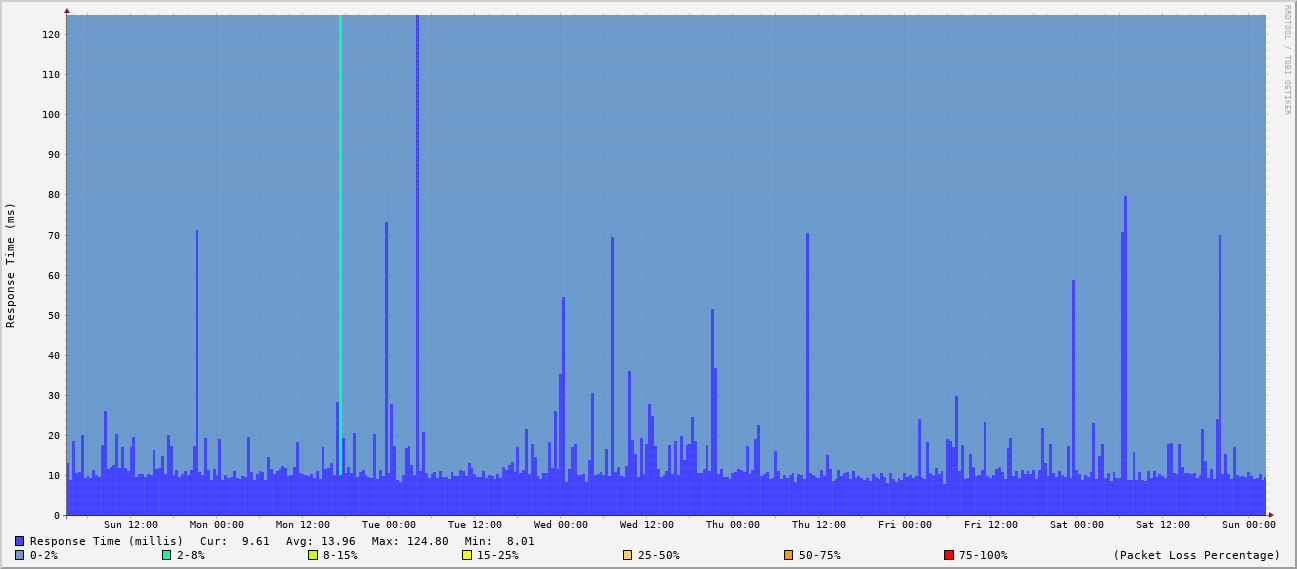 RRDTOOL / TOBI OETIKER
Response Time (ms)
120
110
100
90
80
70
60
50
40
30
20
10
0
Sun 12:00 Mon 00:00 Mon 12:00 Tue 00:00 Tue 12:00 Wed 00:00 Wed 12:00 Thu 00:00 Thu 12:00 Fri 00:00 Fri 12:00 Sat 00:00 Sat 12:00 Sun 00:00
Response Time (millis) Cur: 9.61 Avg: 13.96 Max: 124.80 Min: 8.01
0-2% 2-8% 8-15% 15-25% 25-50% 50-75% 75-100% (Packet Loss Percentage)